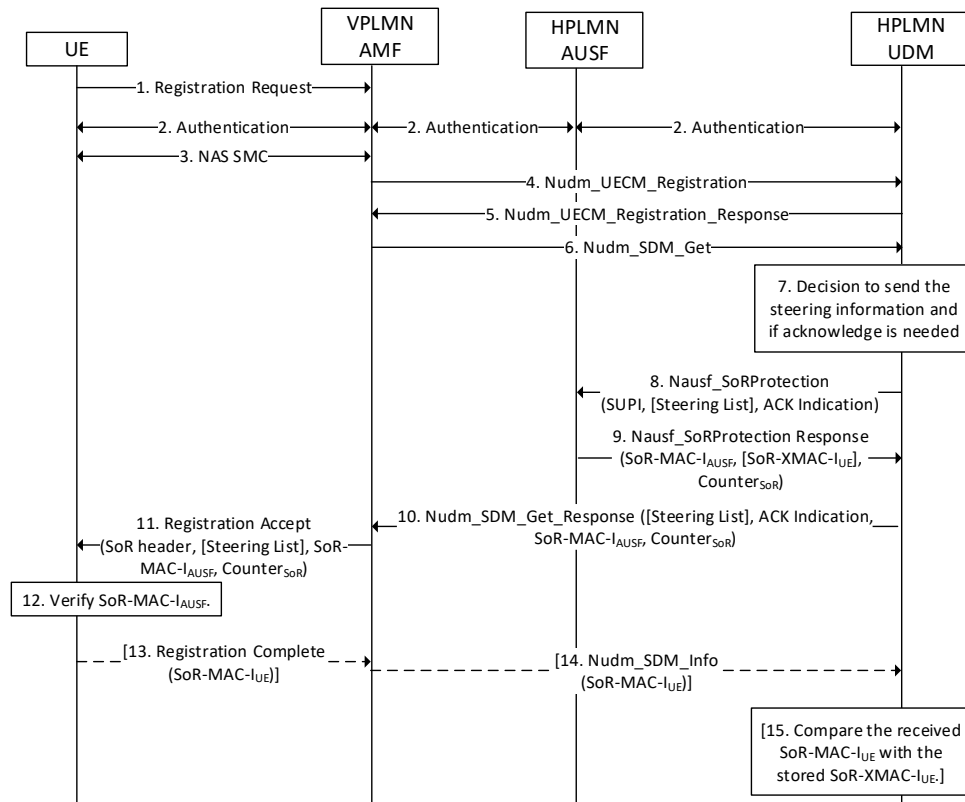 UE
VPLMN
AMF
HPLMN
AUSF
HPLMN
UDM
1. Registration Request
2. Authentication
2. Authentication
2. Authentication
3. NAS SMC
4. Nudm_UECM_Registration
5. Nudm_UECM_Registration_Response
6. Nudm_SDM_Get
7. Decision to send the
steering information and
if acknowledge is needed
8. Nausf_SoRProtection
(SUPI, [Steering List], ACK Indication)
9. Nausf_SoRProtection Response
(SoR-MAC-IAUSF, [SoR-XMAC-IUE],
CounterSoR)
10. Nudm_SDM_Get_Response ([Steering List], ACK Indication,
SoR-MAC-IAUSF, CounterSoR)
11. Registration Accept
(SoR header, [Steering List], SoR-
MAC-IAUSF, CounterSoR)
12. Verify SoR-MAC-IAUSF.
[13. Registration Complete
(SoR-MAC-IUE)]
[14. Nudm_SDM_Info
(SoR-MAC-IUE)]
[15. Compare the received
SoR-MAC-IUE with the
stored SoR-XMAC-IUE.]